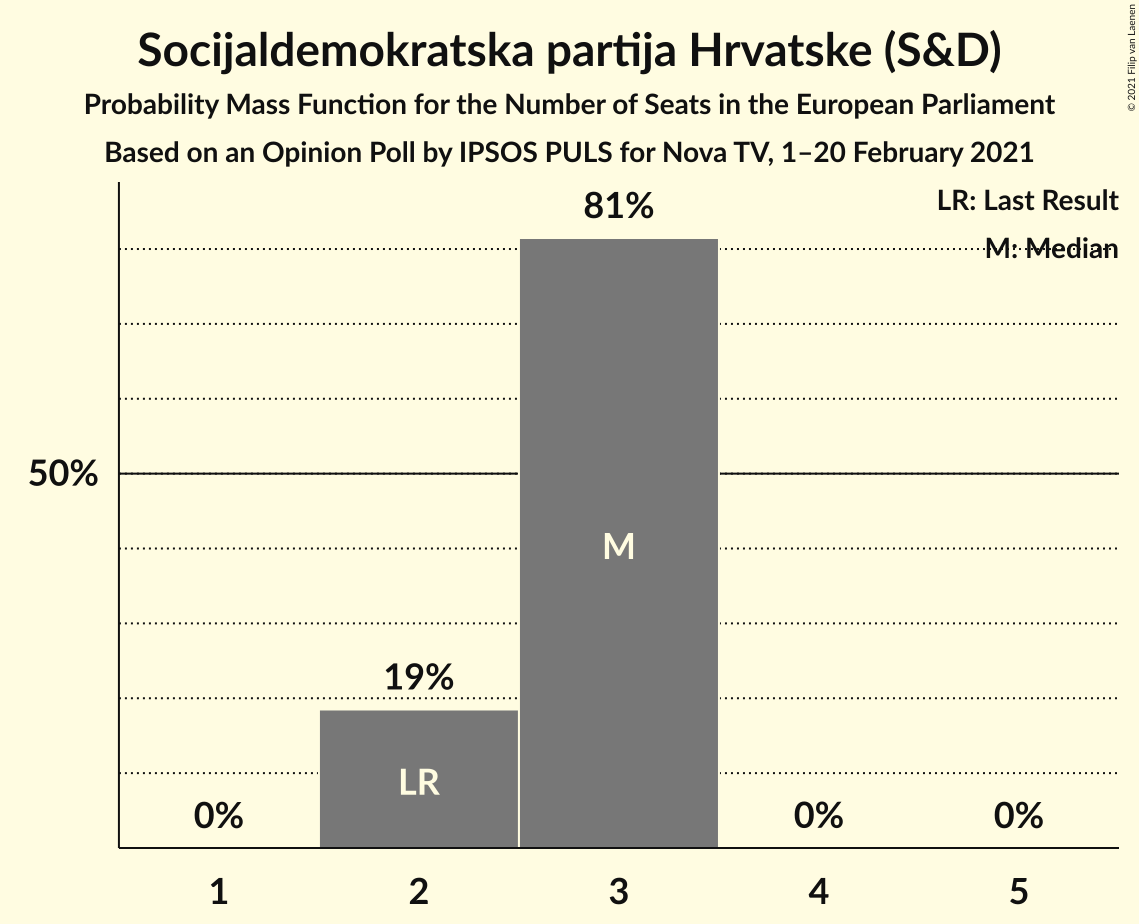 Socijaldemokratska partija Hrvatske (S&D)
Probability Mass Function for the Number of Seats in the European Parliament
Based on an Opinion Poll by IPSOS PULS for Nova TV, 1–20 February 2021
© 2021 Filip van Laenen
LR: Last Result
M: Median
81%
50%
M
19%
LR
0%
0%
0%
1
2
3
4
5